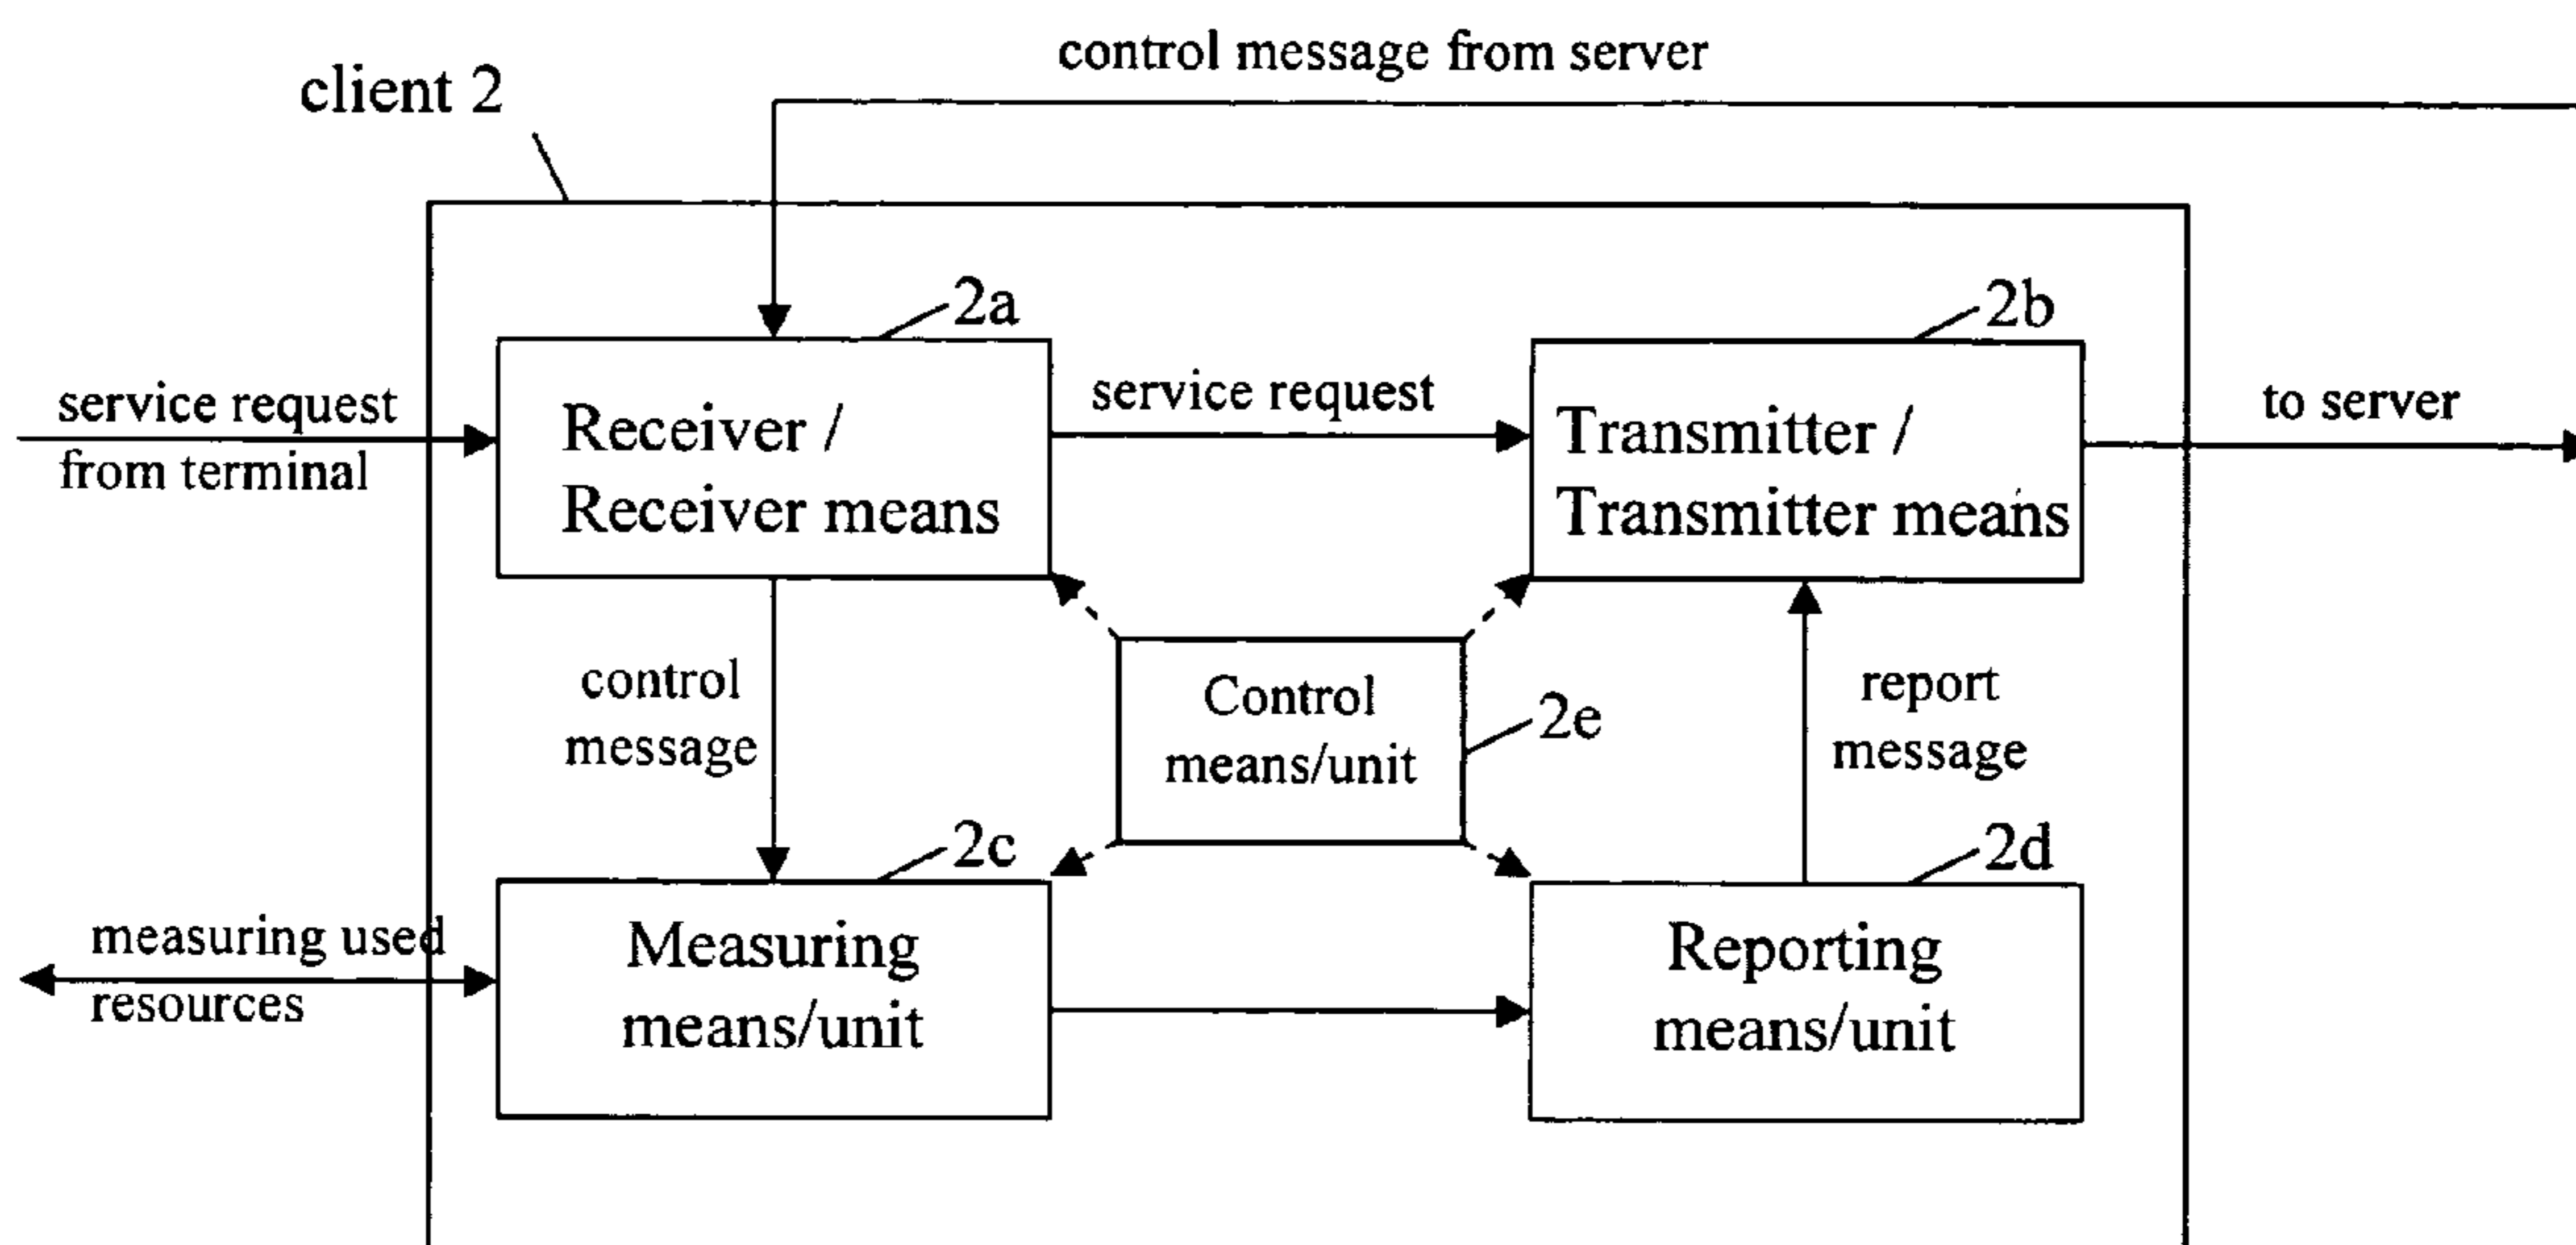 control message from server
client 2
2a
2b
service request
from terminal
Receiver /
Receiver means
service request
Transmitter /
Transmitter means
to server
control
message
Control
means/unit
2e
report
message
2c
2d
measuring used
resources
Measuring
means/unit
Reporting
means/unit